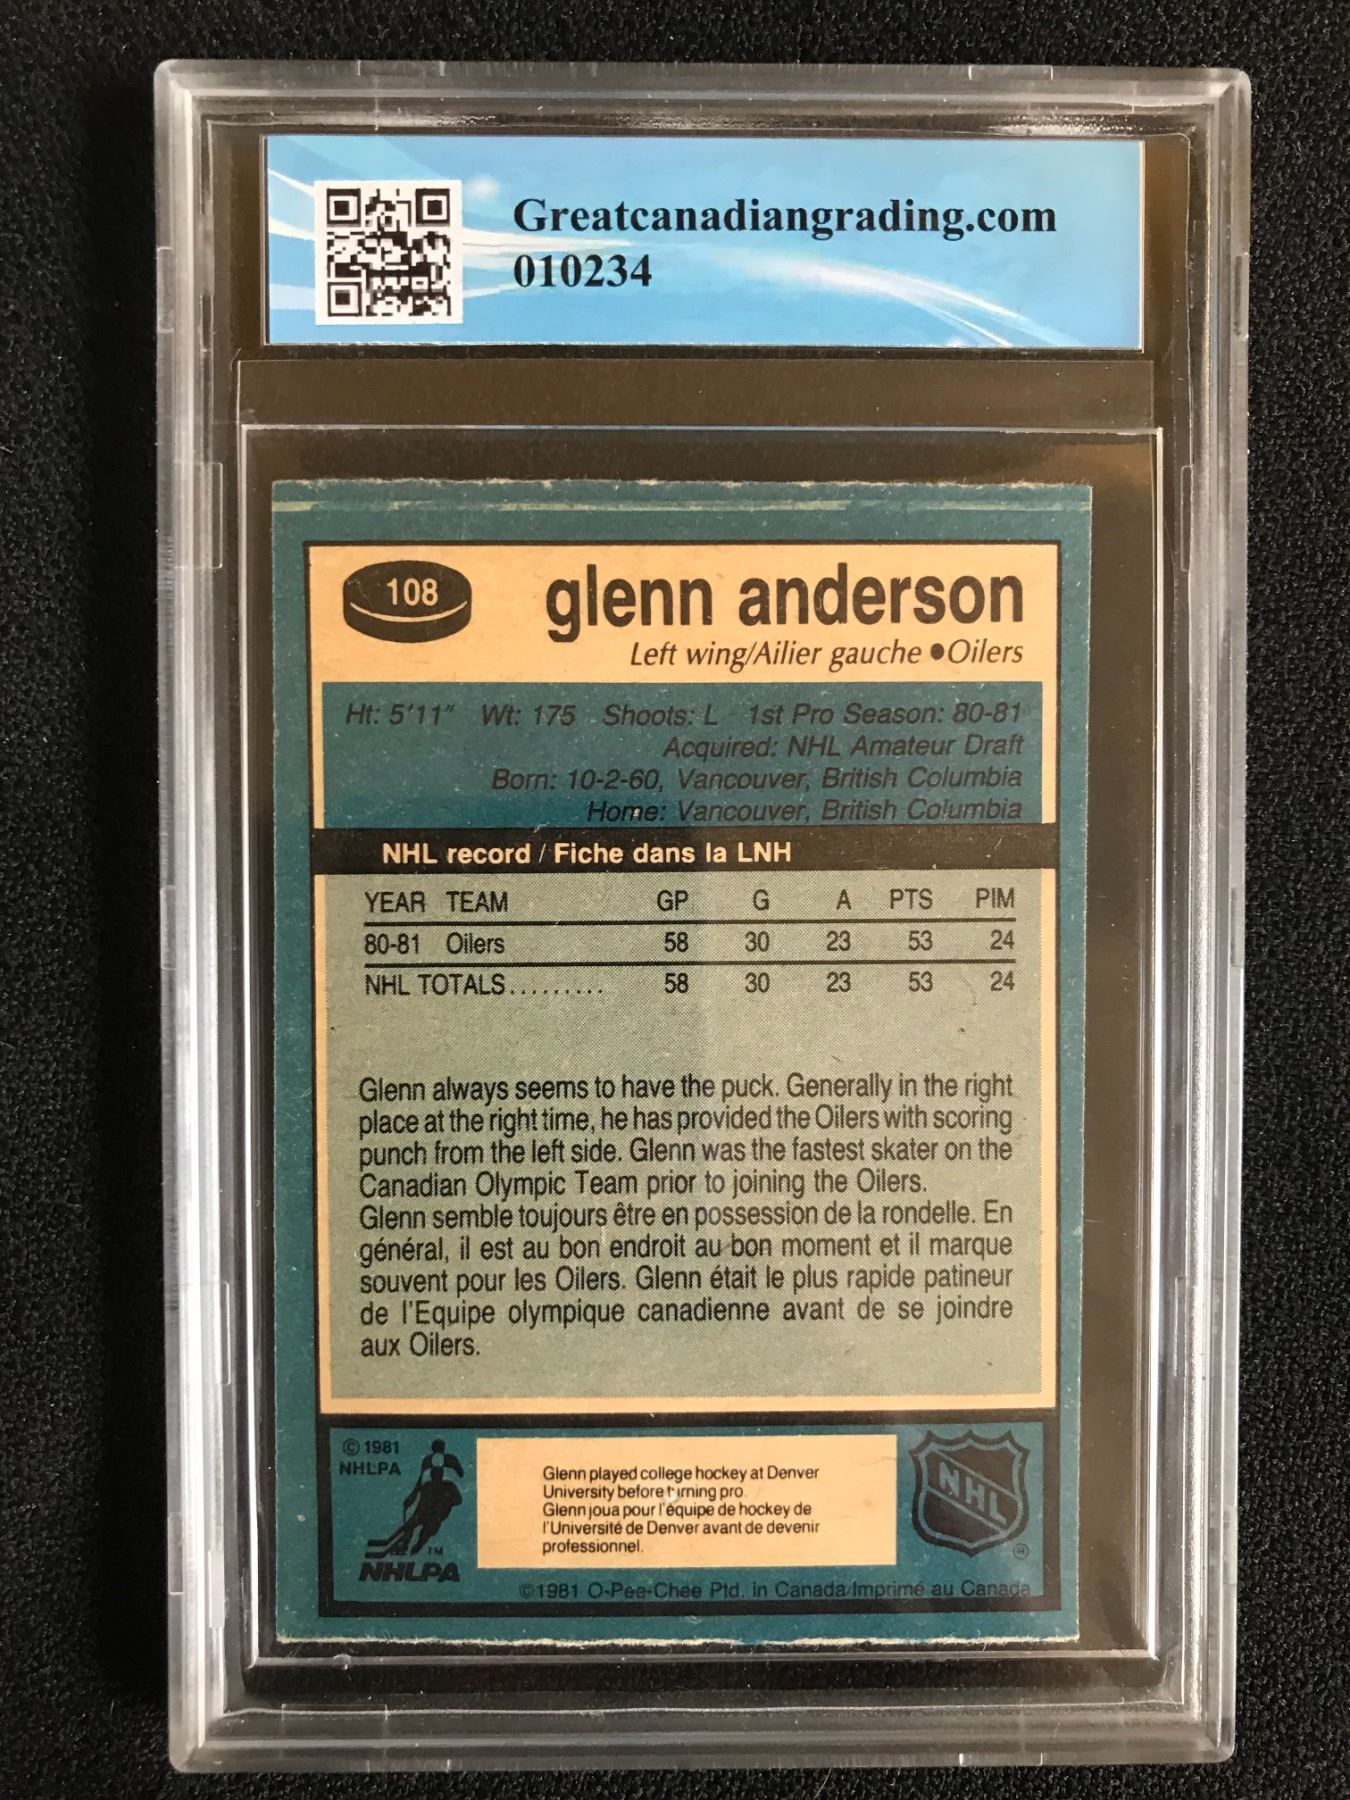 Greatcanadiangrading.com
010234
108
glenn anderson
Left wing/Ailier gauche ●Oilers
Ht: 5'11" Wt: 175 Shoots: L 1st Pro Season: 80-81
Acquired: NHL Amateur Draft
Born: 10-2-60, Vancouver, British Columbia
Home: Vancouver, British Columbia
NHL record / Fiche dans la LNH
YEAR TEAM GP G A PTS PIM
80-81 Oilers 58 30 23 53 24
NHL TOTALS......... 58 30 23 53 24
Glenn always seems to have the puck. Generally in the right
place at the right time, he has provided the Oilers with scoring
punch from the left side. Glenn was the fastest skater on the
Canadian Olympic Team prior to joining the Oilers.
Glenn semble toujours être en possession de la rondelle. En
général, il est au bon endroit au bon moment et il marque
souvent pour les Oilers. Glenn était le plus rapide patineur
de l'Equipe olympique canadienne avant de se joindre
aux Oilers.
© 1981
NHLPA
TM
NHLPA
Glenn played college hockey at Denver
University before turning pro.
Glenn joua pour l'équipe de hockey de
l'Université de Denver avant de devenir
professionnel.
NHL
®
©1981 O-Pee-Chee Ptd. in Canada/Imprimé au Canada